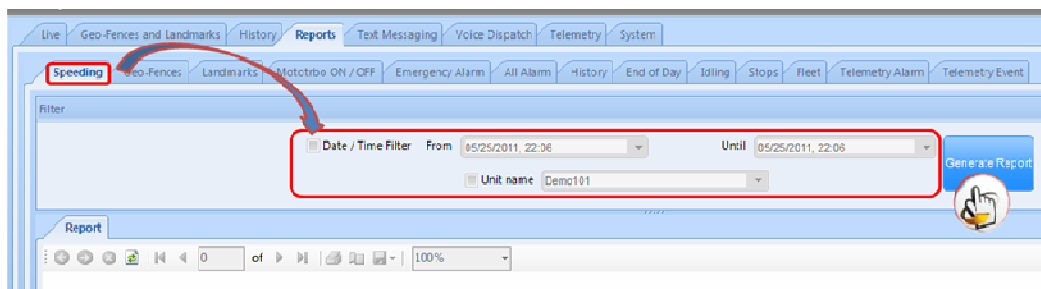 Live Geo-Fences and Landmarks History Reports Text Messaging Voice Dispatch Telemetry System
Speeding Geo-Fences Landmarks Mototrbo ON / OFF Emergency Alarm All Alarm History End of Day Idling Stops Fleet Telemetry Alarm Telemetry Event
Filter
Date / Time Filter From 05/25/2011, 22:06 Until 05/25/2011, 22:06
Unit name Demo101
Generate Report
Report
0 of 100%